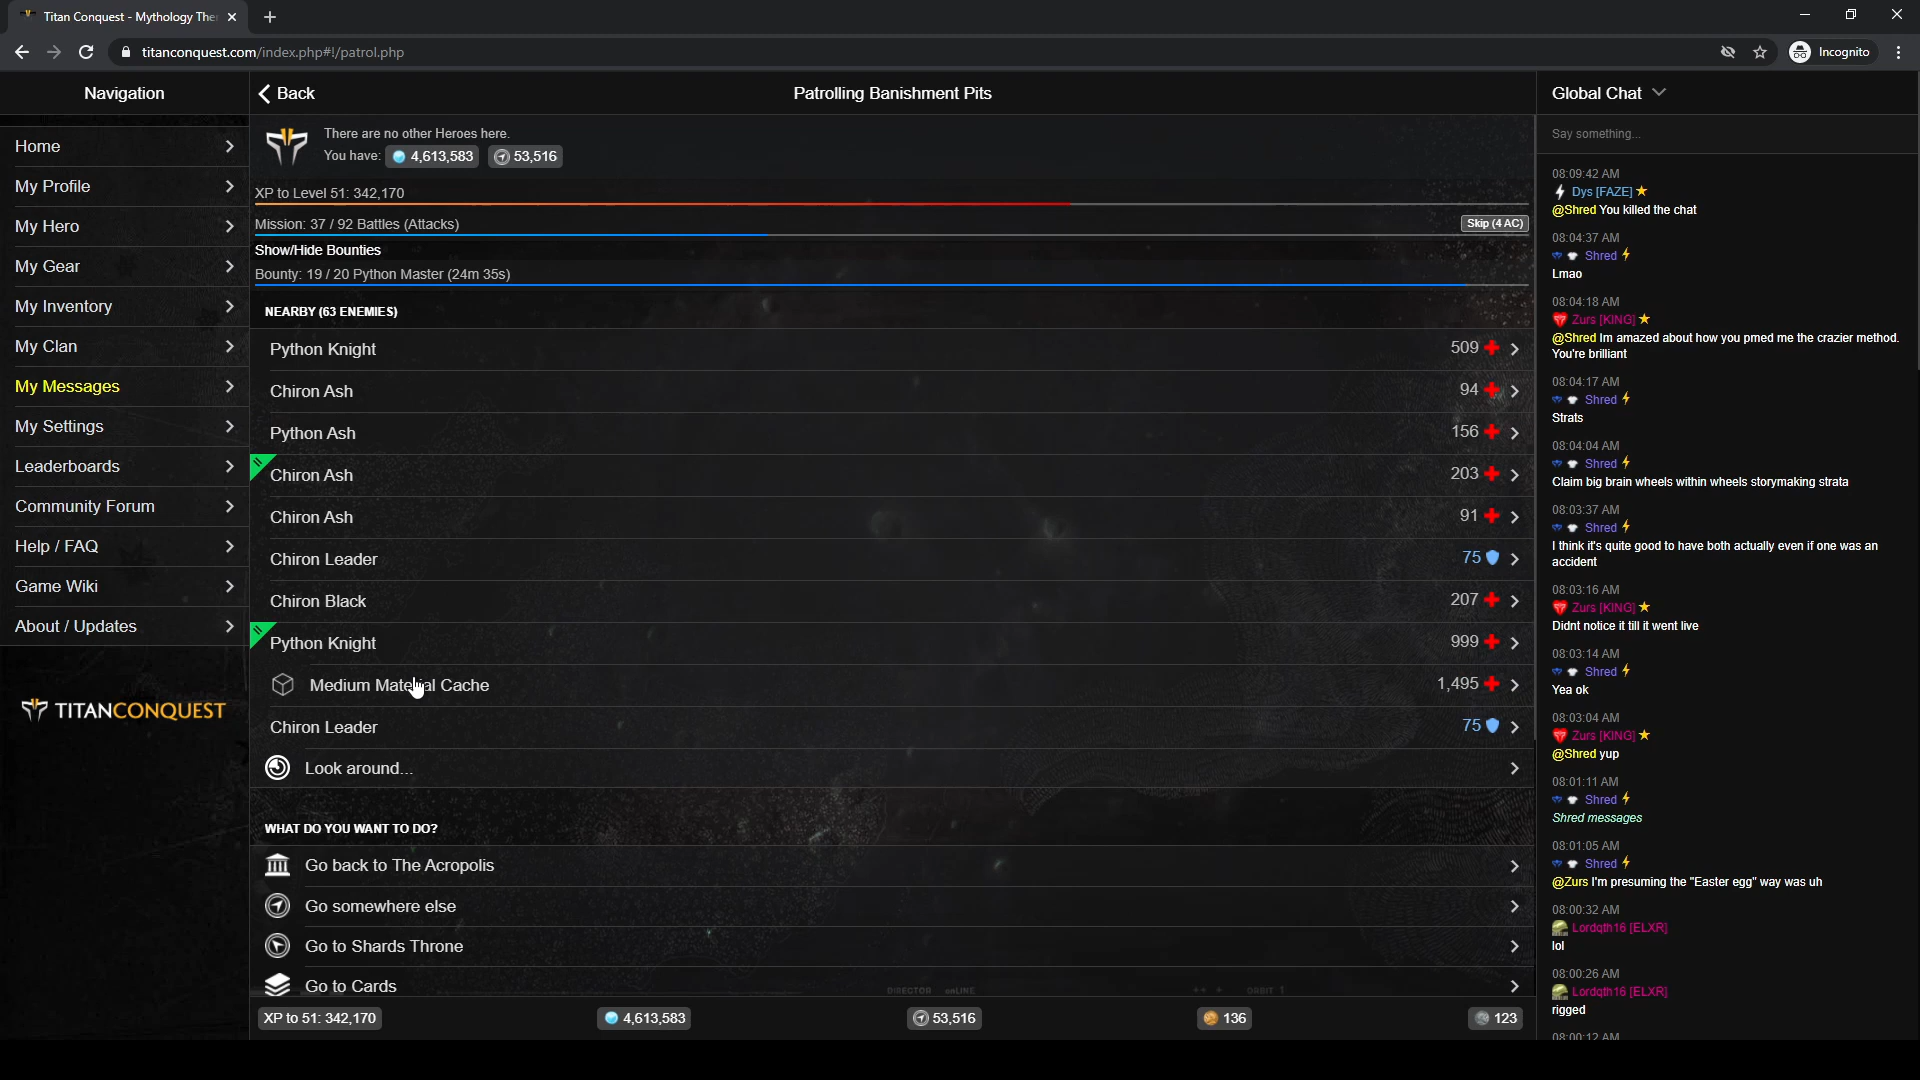 Titan Conquest - Mythology The
titanconquest.com/index.php#!/patrol.php
Incognito
Navigation
Home
My Profile
My Hero
My Gear
My Inventory
My Clan
My Messages
My Settings
Leaderboards
Community Forum
Help / FAQ
Game Wiki
About / Updates
TITANCONQUEST
Back
Patrolling Banishment Pits
There are no other Heroes here.
You have: 4,613,583 53,516
XP to Level 51: 342,170
Mission: 37 / 92 Battles (Attacks)
Skip (4 AC)
Show/Hide Bounties
Bounty: 19 / 20 Python Master (24m 35s)
NEARBY (63 ENEMIES)
Python Knight 509
Chiron Ash 94
Python Ash 156
Chiron Ash 203
Chiron Ash 91
Chiron Leader 75
Chiron Black 207
Python Knight 999
Medium Material Cache 1,495
Chiron Leader 75
Look around...
WHAT DO YOU WANT TO DO?
Go back to The Acropolis
Go somewhere else
Go to Shards Throne
Go to Cards
DIRECTOR onLINE
ORBIT 1
XP to 51: 342,170
4,613,583
53,516
136
123
Global Chat
Say something...
08:09:42 AM
Dys [FAZE]
@Shred You killed the chat
08:04:37 AM
Shred
Lmao
08:04:18 AM
Zurs [KING]
@Shred Im amazed about how you pmed me the crazier method.
You're brilliant
08:04:17 AM
Shred
Strats
08:04:04 AM
Shred
Claim big brain wheels within wheels storymaking strata
08:03:37 AM
Shred
I think it's quite good to have both actually even if one was an
accident
08:03:16 AM
Zurs [KING]
Didnt notice it till it went live
08:03:14 AM
Shred
Yea ok
08:03:04 AM
Zurs [KING]
@Shred yup
08:01:11 AM
Shred
Shred messages
08:01:05 AM
Shred
@Zurs I'm presuming the "Easter egg" way was uh
08:00:32 AM
Lordqth16 [ELXR]
lol
08:00:26 AM
Lordqth16 [ELXR]
rigged
08:00:12 AM